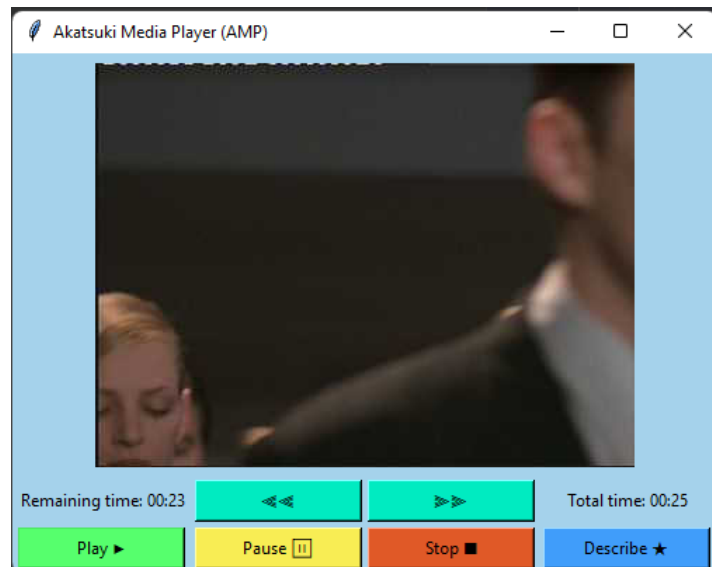 Akatsuki Media Player (AMP)
Remaining time: 00:23
Total time: 00:25
Play ►
Pause ⏸
Stop ■
Describe ★